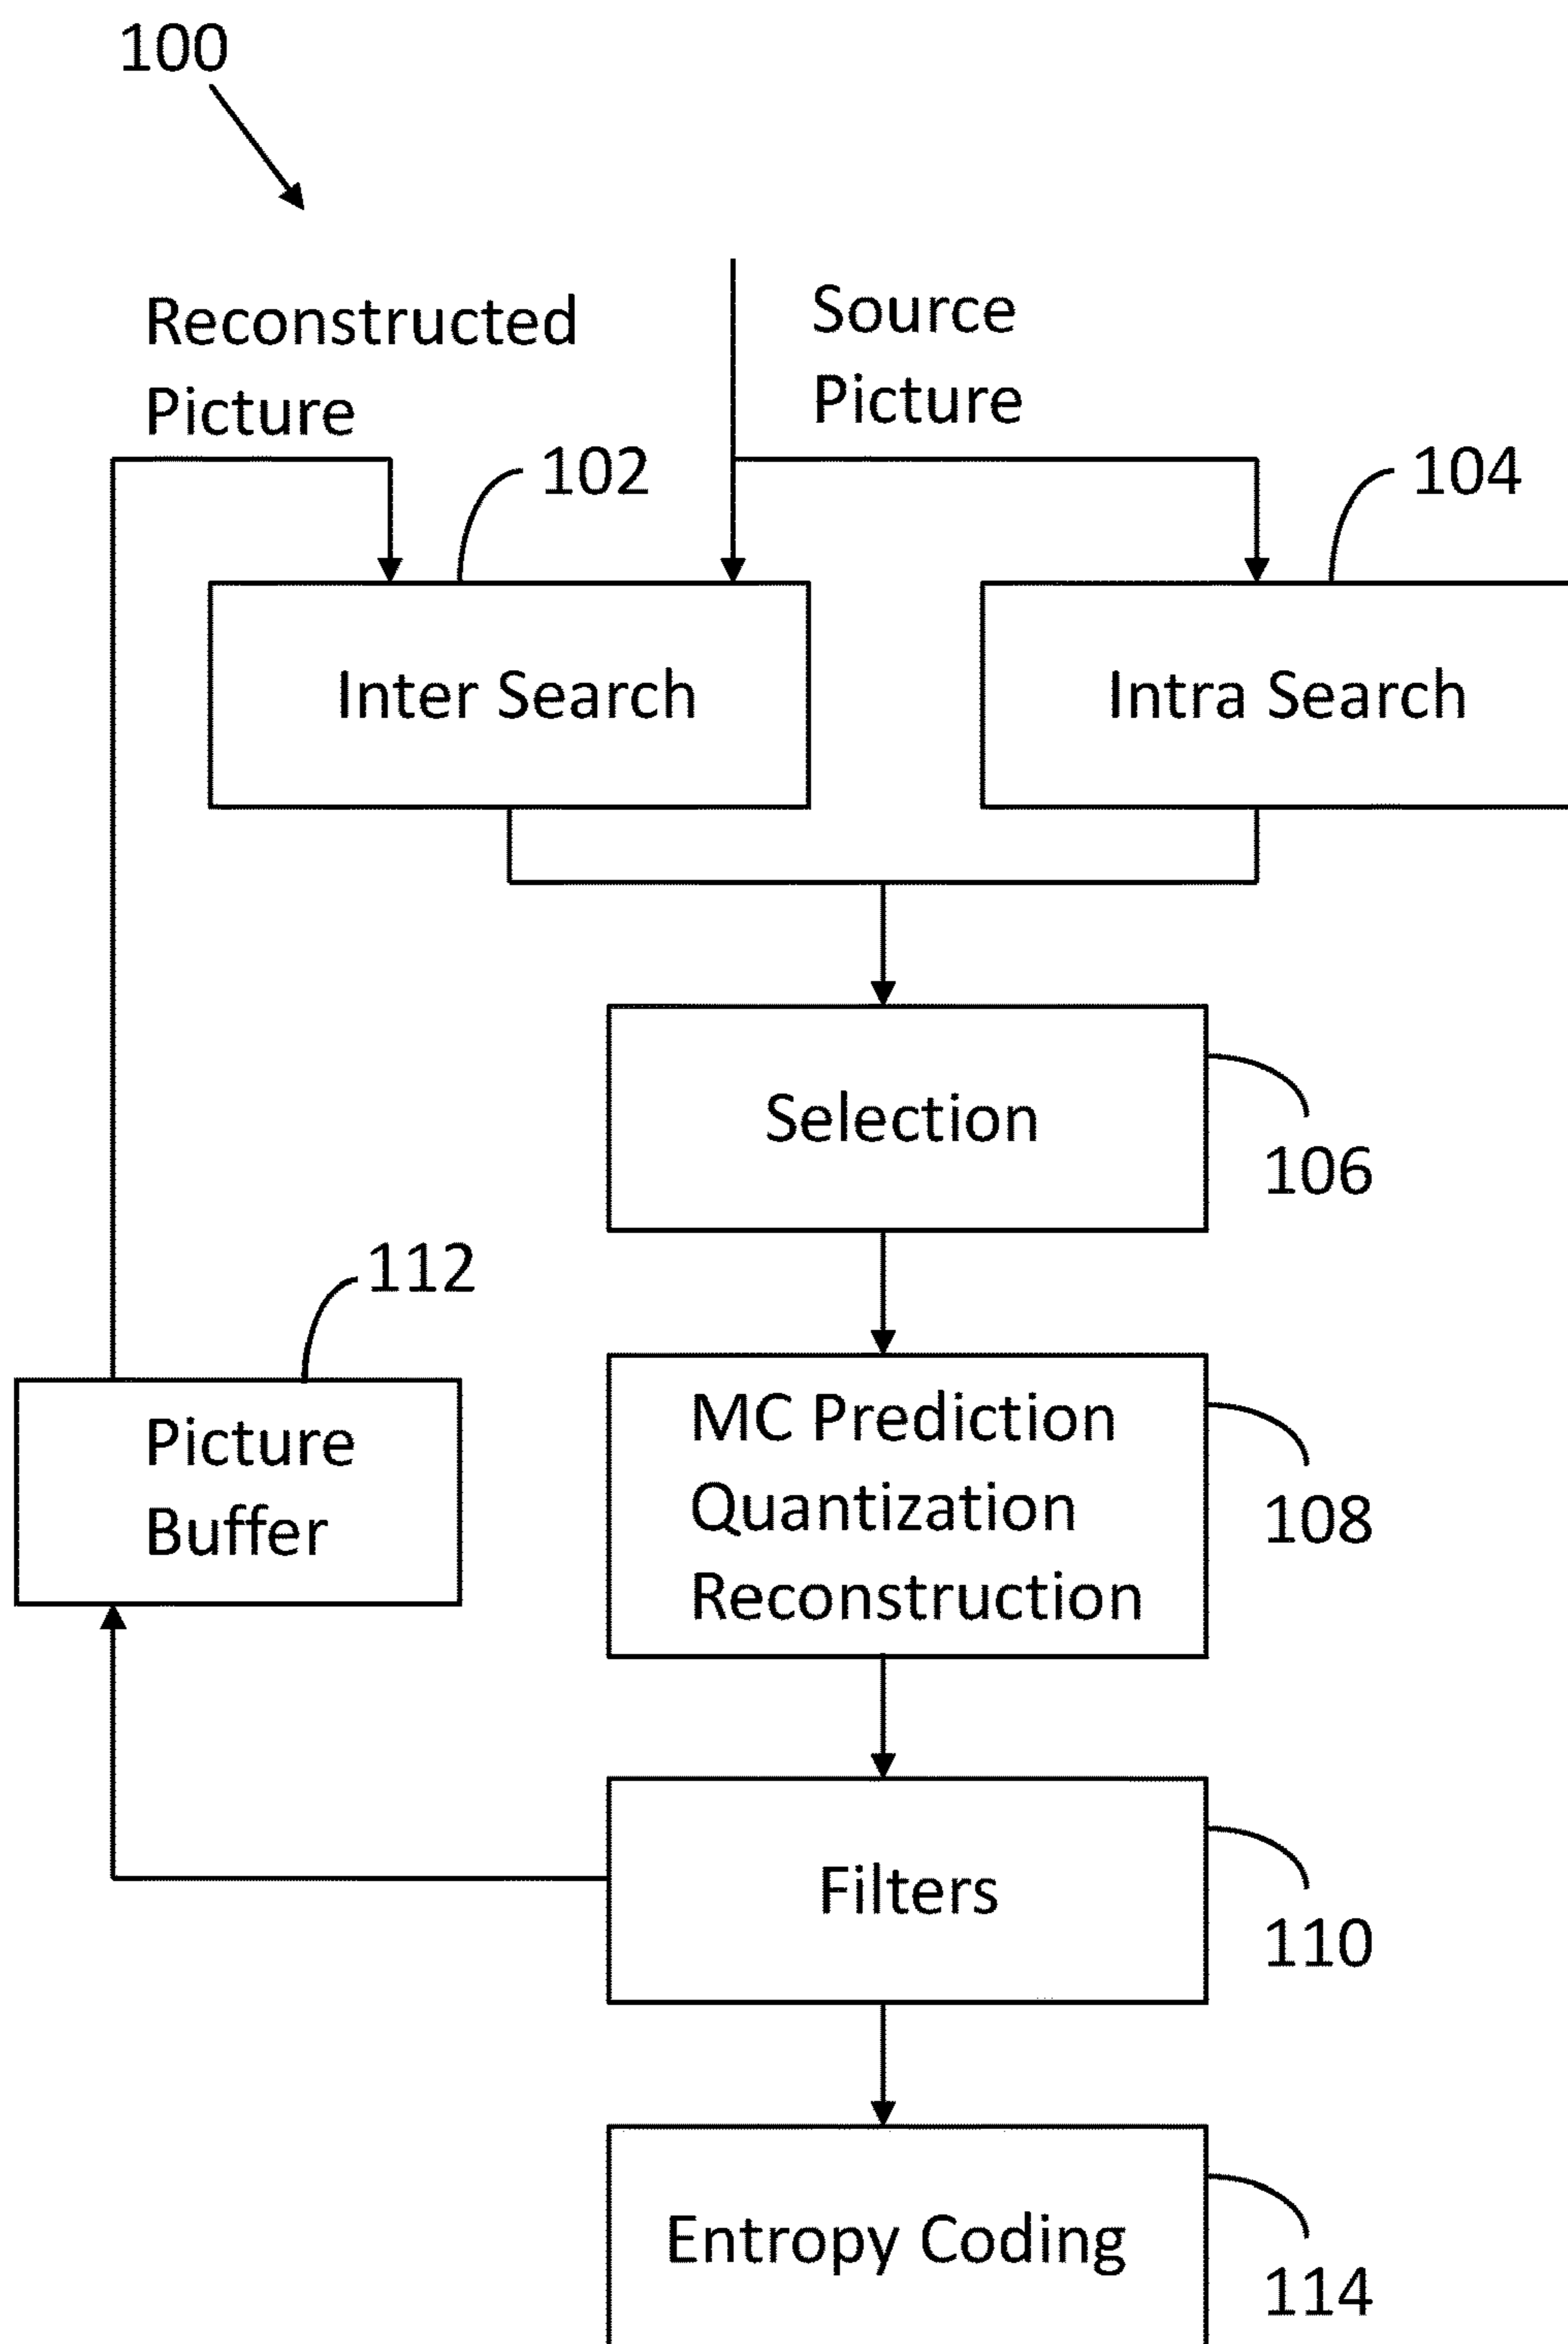 100
Reconstructed
Picture
Source
Picture
102
104
Inter Search
Intra Search
Selection
106
112
Picture
Buffer
MC Prediction
Quantization
Reconstruction
108
Filters
110
Entropy Coding
114